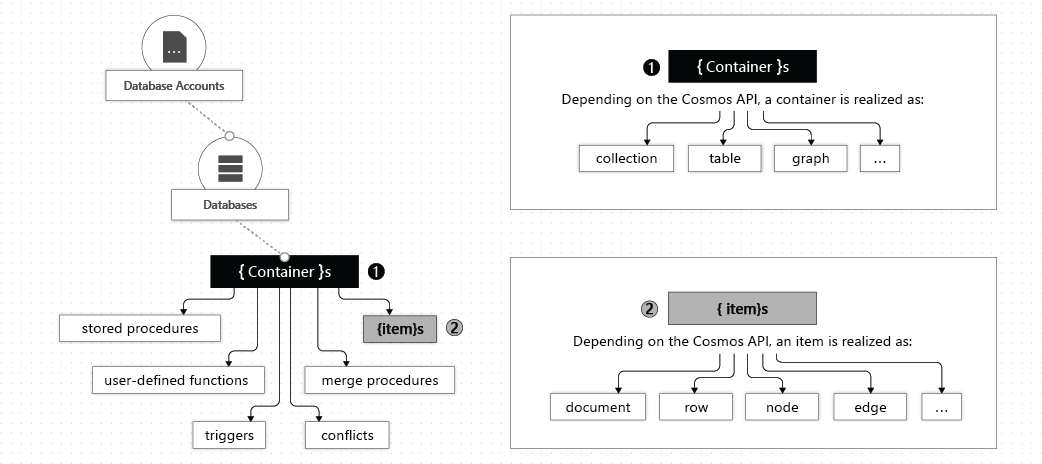 ...
Database Accounts
Databases
{ Container }s
1
stored procedures
{item}s
2
user-defined functions
merge procedures
triggers
conflicts
1
{ Container }s
Depending on the Cosmos API, a container is realized as:
collection
table
graph
...
2
{ item}s
Depending on the Cosmos API, an item is realized as:
document
row
node
edge
...